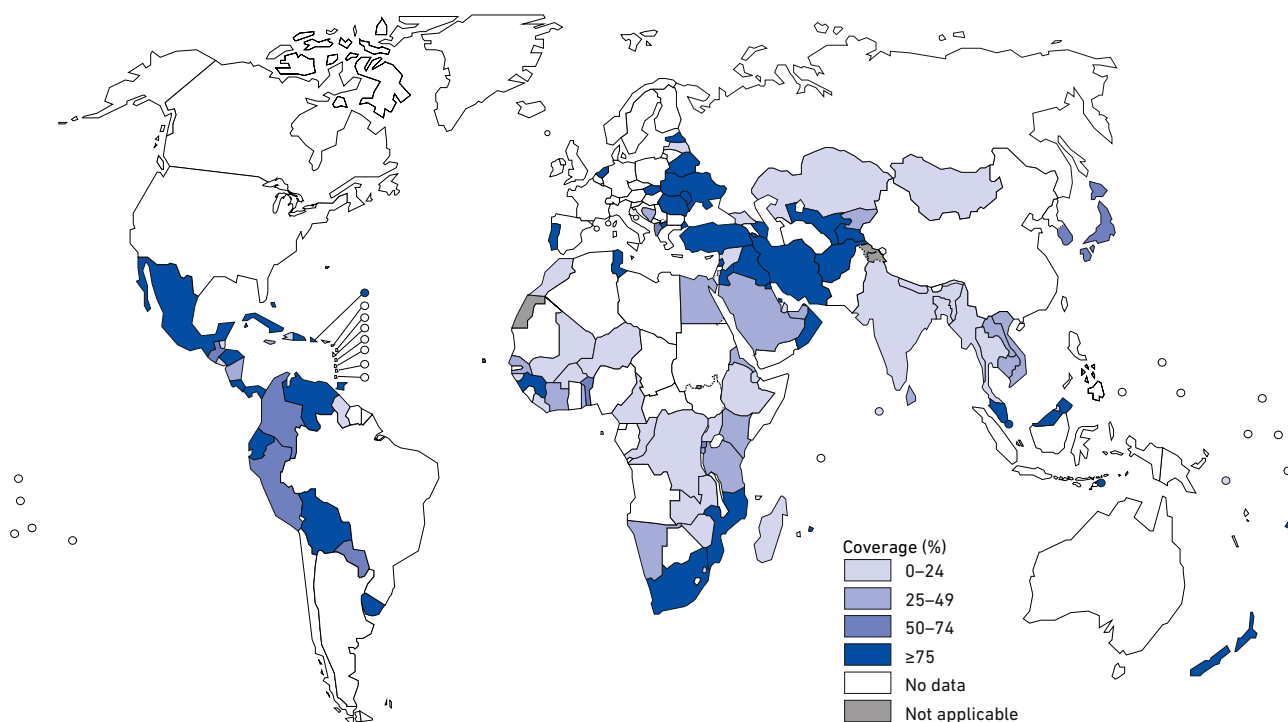 Coverage (%)
0–24
25–49
50–74
≥75
No data
Not applicable